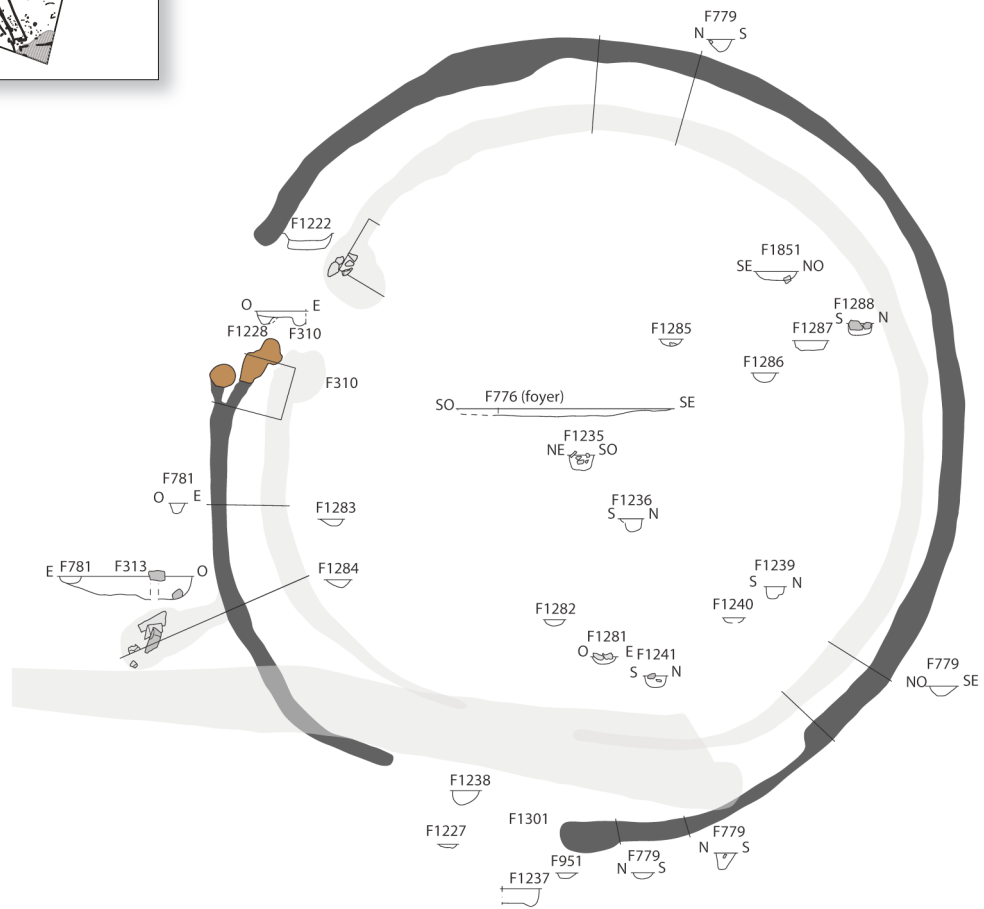 F779
N S
F1222
F1851
SE NO
O E
F1228 F310
F1288
S N
F1285
F1287
F1286
F310
F776 (foyer)
SO SE
F1235
NE SO
F781
O E
F1236
S N
F1283
E F781 F313 O
F1284
F1239
S N
F1240
F1282
F1281
O E
F1241
S N
F779
NO SE
F1238
F1301
F1227
F779
N S
F951
F779
N S
F1237